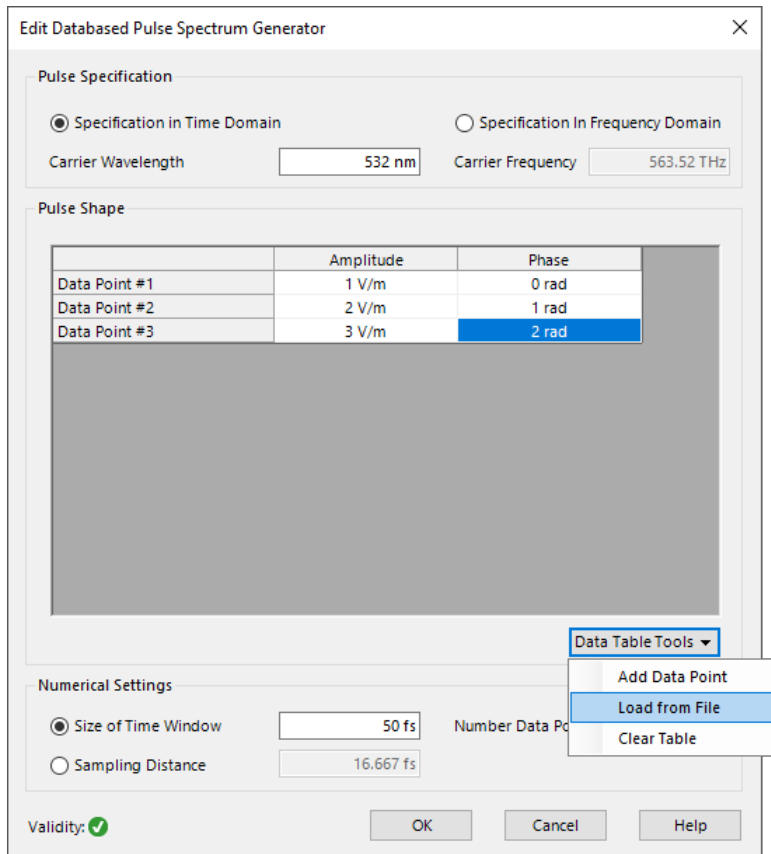 Edit Databased Pulse Spectrum Generator
Pulse Specification
Specification in Time Domain Specification In Frequency Domain
Carrier Wavelength 532 nm Carrier Frequency 563.52 THz
Pulse Shape
Amplitude Phase
Data Point #1 1 V/m 0 rad
Data Point #2 2 V/m 1 rad
Data Point #3 3 V/m 2 rad
Data Table Tools
Add Data Point
Numerical Settings
Load from File
Size of Time Window 50 fs Number Data
Clear Table
Sampling Distance 16.667 fs
Validity: OK Cancel Help